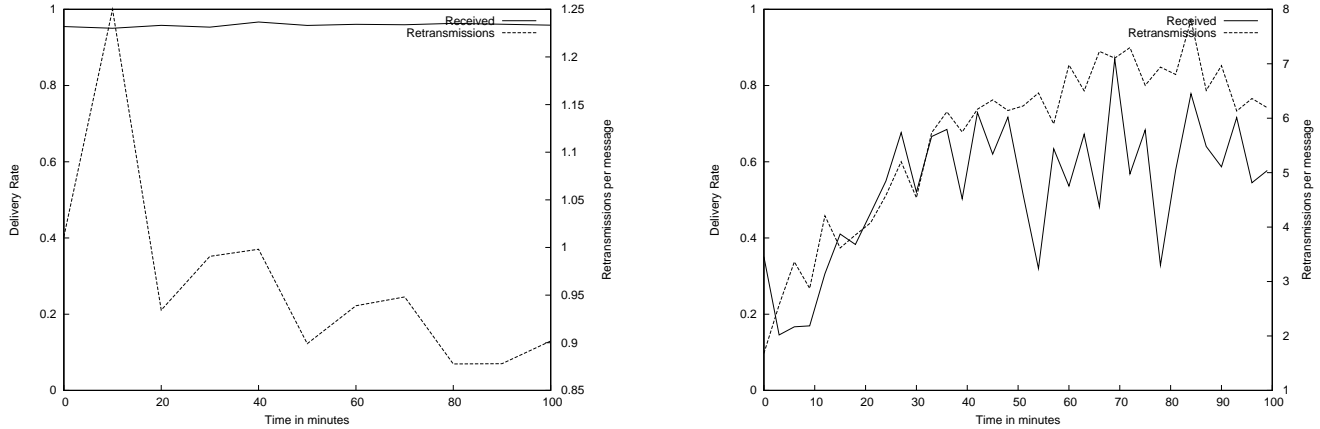 1
0.8
0.6
0.4
0.2
0
Delivery Rate
0 20 40 60 80 100
Time in minutes
1.25
1.2
1.15
1.1
1.05
1
0.95
0.9
0.85
Retransmissions per message
Received
Retransmissions
1
0.8
0.6
0.4
0.2
0
Delivery Rate
0 10 20 30 40 50 60 70 80 90 100
Time in minutes
8
7
6
5
4
3
2
1
Retransmissions per message
Received
Retransmissions